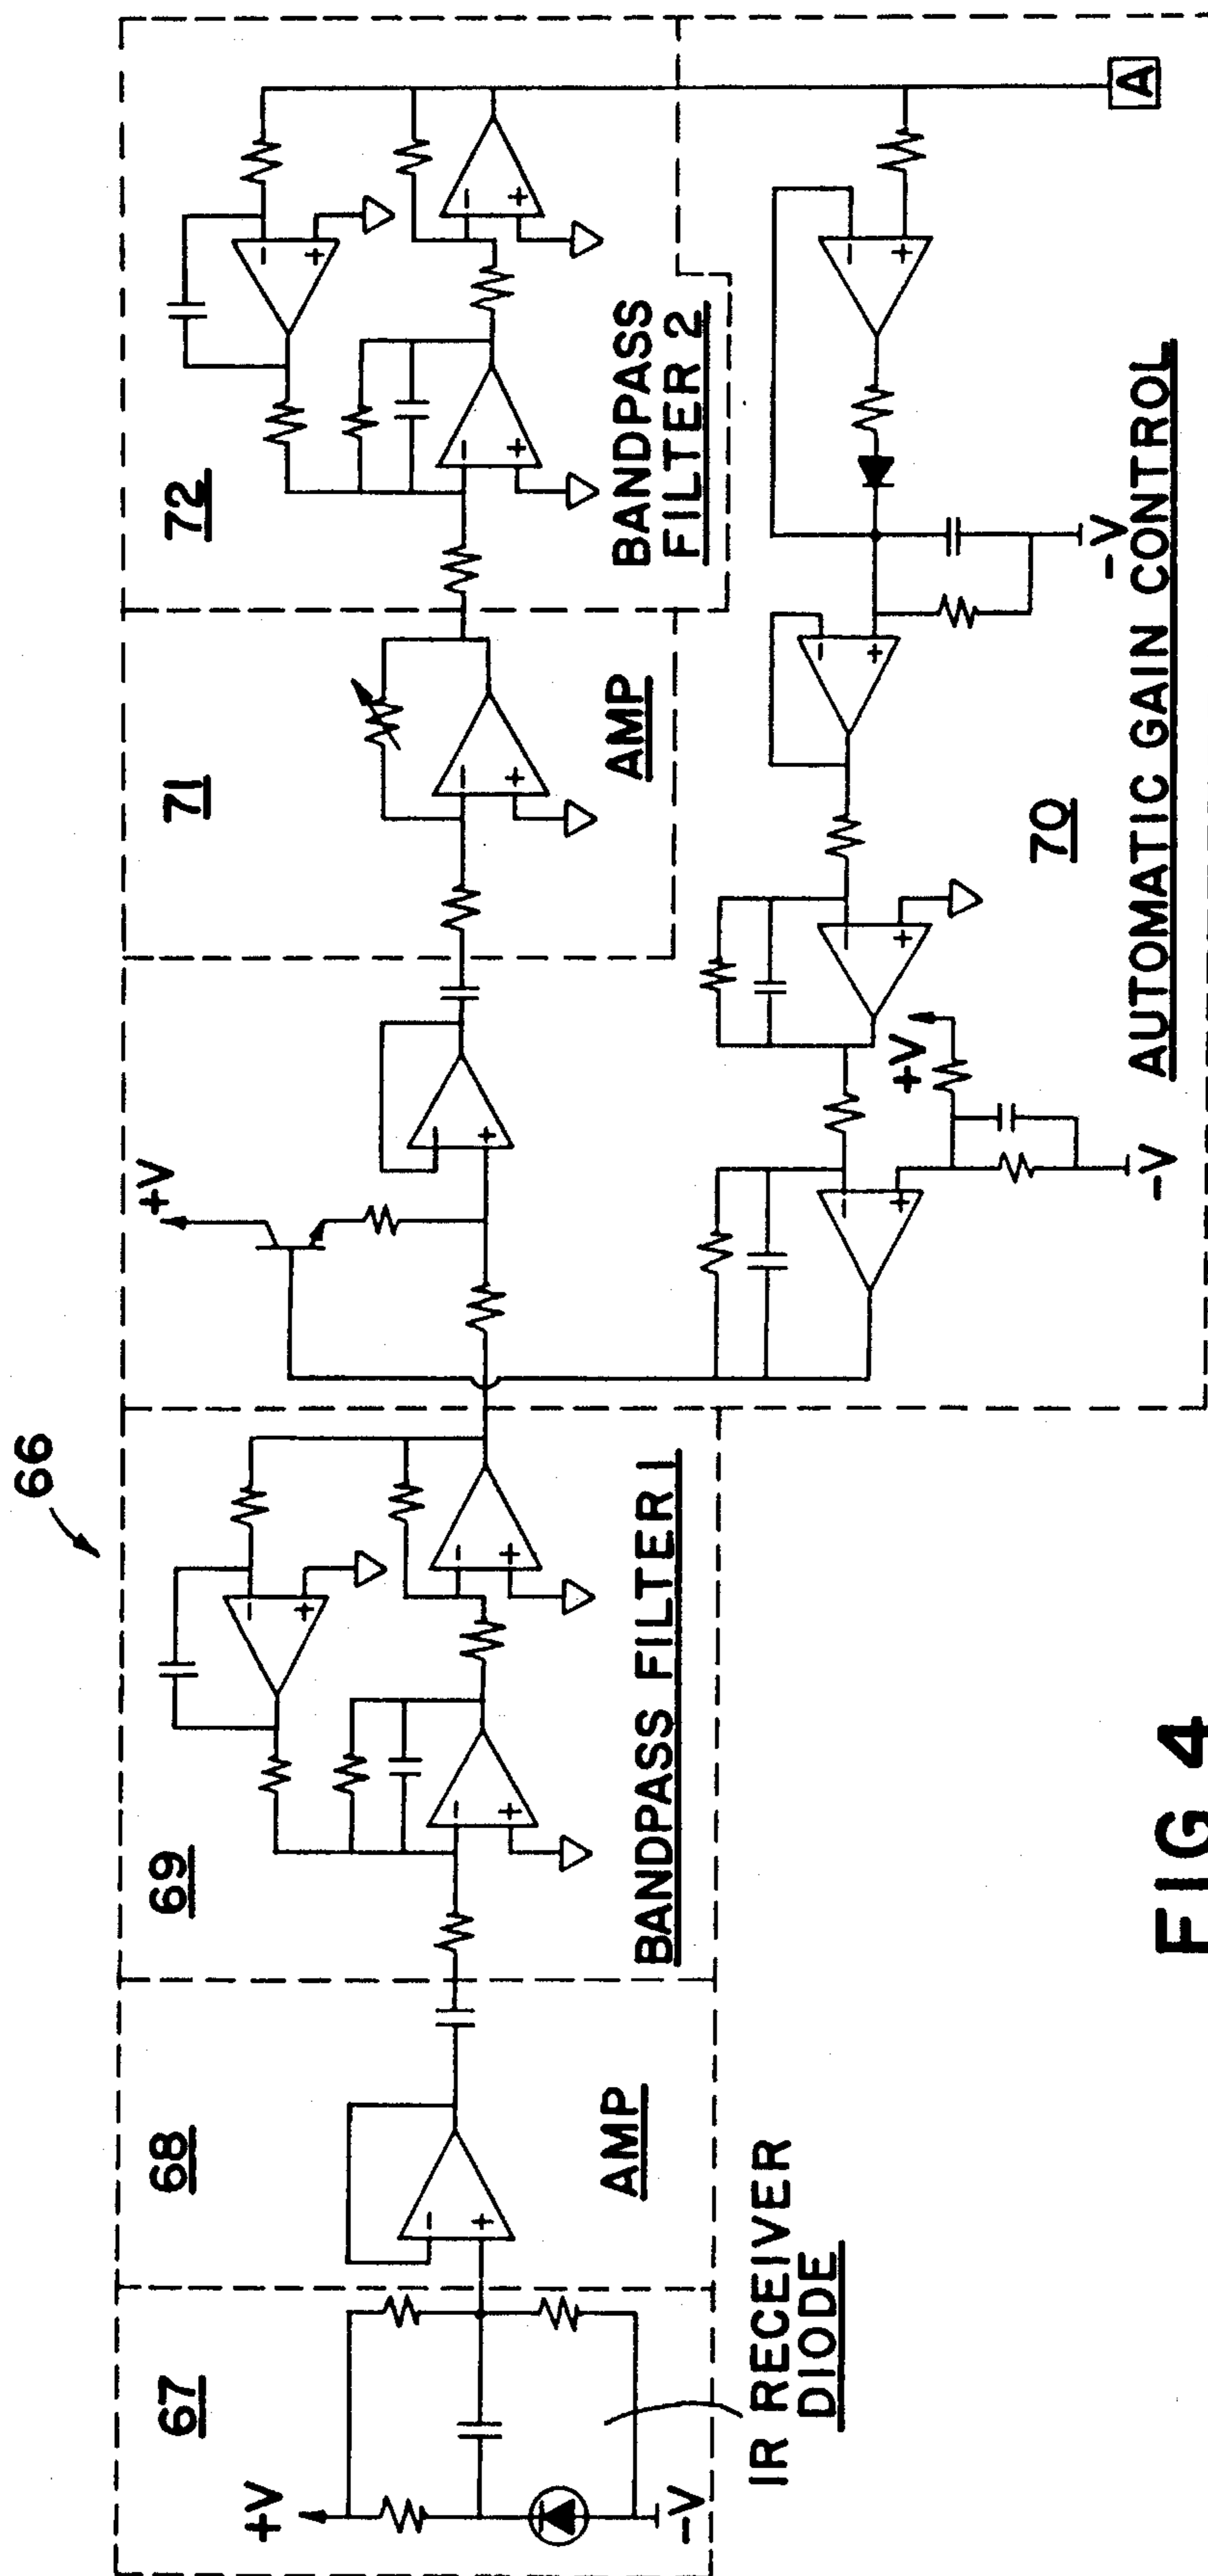 66
67
+V
-V
IR RECEIVER
DIODE
68
- +
AMP
69
- +
- +
- +
BANDPASS FILTER 1
+V
- +
71
- +
AMP
72
- +
- +
- +
BANDPASS
FILTER 2
- +
+V
-V
- +
- +
- +
-V
70
AUTOMATIC GAIN CONTROL
A
FIG 4